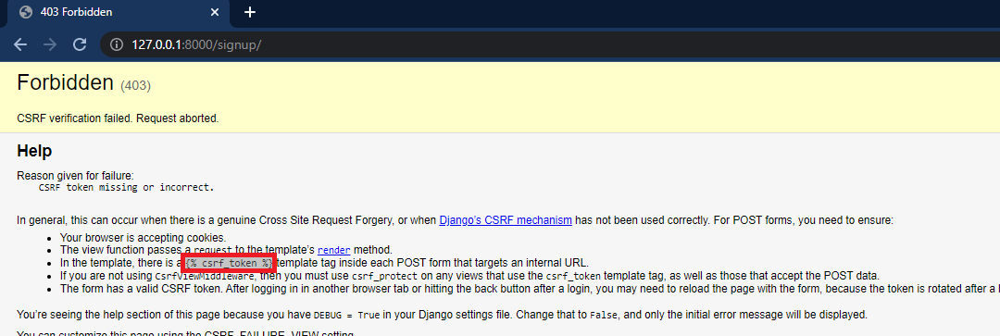 403 Forbidden
127.0.0.1:8000/signup/
Forbidden (403)
CSRF verification failed. Request aborted.
Help
Reason given for failure:
CSRF token missing or incorrect.
In general, this can occur when there is a genuine Cross Site Request Forgery, or when Django's CSRF mechanism has not been used correctly. For POST forms, you need to ensure:
Your browser is accepting cookies.
The view function passes a request to the template's render method.
In the template, there is a {% csrf_token %} template tag inside each POST form that targets an internal URL.
If you are not using CsrfViewMiddleware, then you must use csrf_protect on any views that use the csrf_token template tag, as well as those that accept the POST data.
The form has a valid CSRF token. After logging in in another browser tab or hitting the back button after a login, you may need to reload the page with the form, because the token is rotated after a
You're seeing the help section of this page because you have DEBUG = True in your Django settings file. Change that to False, and only the initial error message will be displayed.
You can customize this page using the CSRF_FAILURE_VIEW setting.